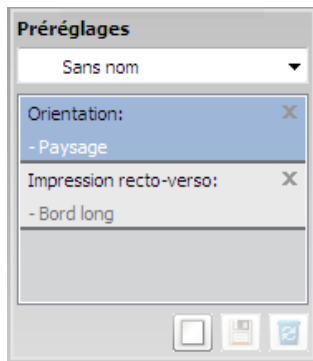 Préréglages
Sans nom
Orientation:
- Paysage
Impression recto-verso:
- Bord long